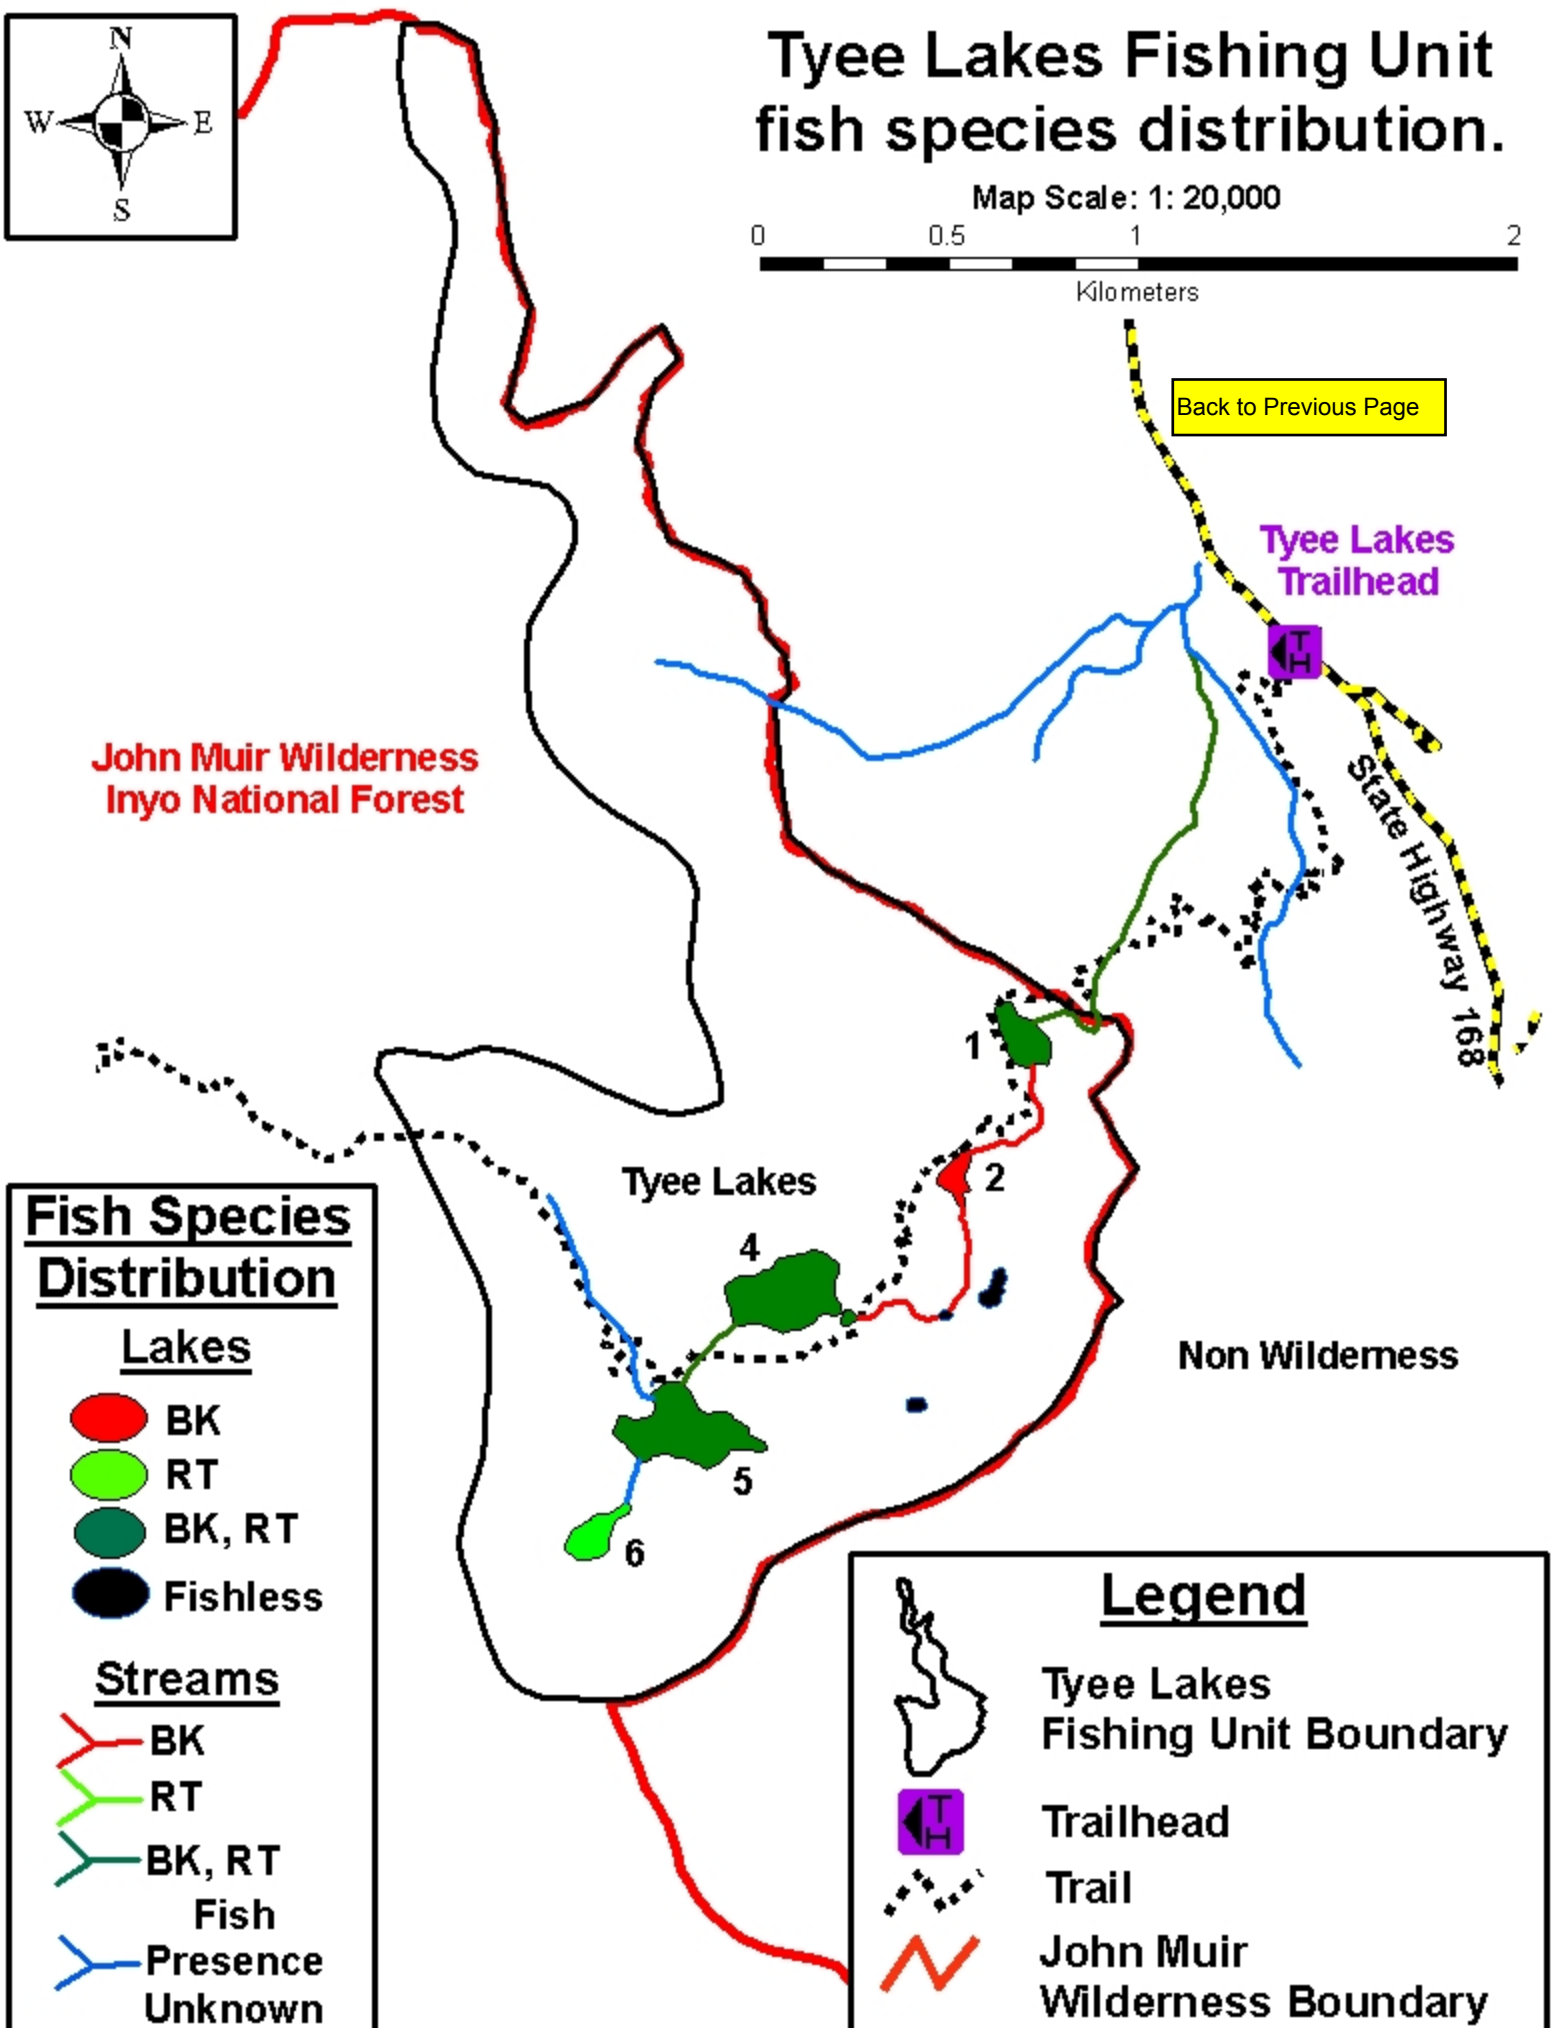 N
W E
S
Tyee Lakes Fishing Unit
fish species distribution.
Map Scale: 1: 20,000
0 0.5 1 2
Kilometers
Back to Previous Page
Tyee Lakes
Trailhead
TH
John Muir Wilderness
Inyo National Forest
State Highway 168
1
2
Tyee Lakes
4
5
6
Non Wilderness
Fish Species
Distribution
Lakes
BK
RT
BK, RT
Fishless
Streams
BK
RT
BK, RT
Fish
Presence
Unknown
Legend
Tyee Lakes
Fishing Unit Boundary
TH
Trailhead
Trail
John Muir
Wilderness Boundary